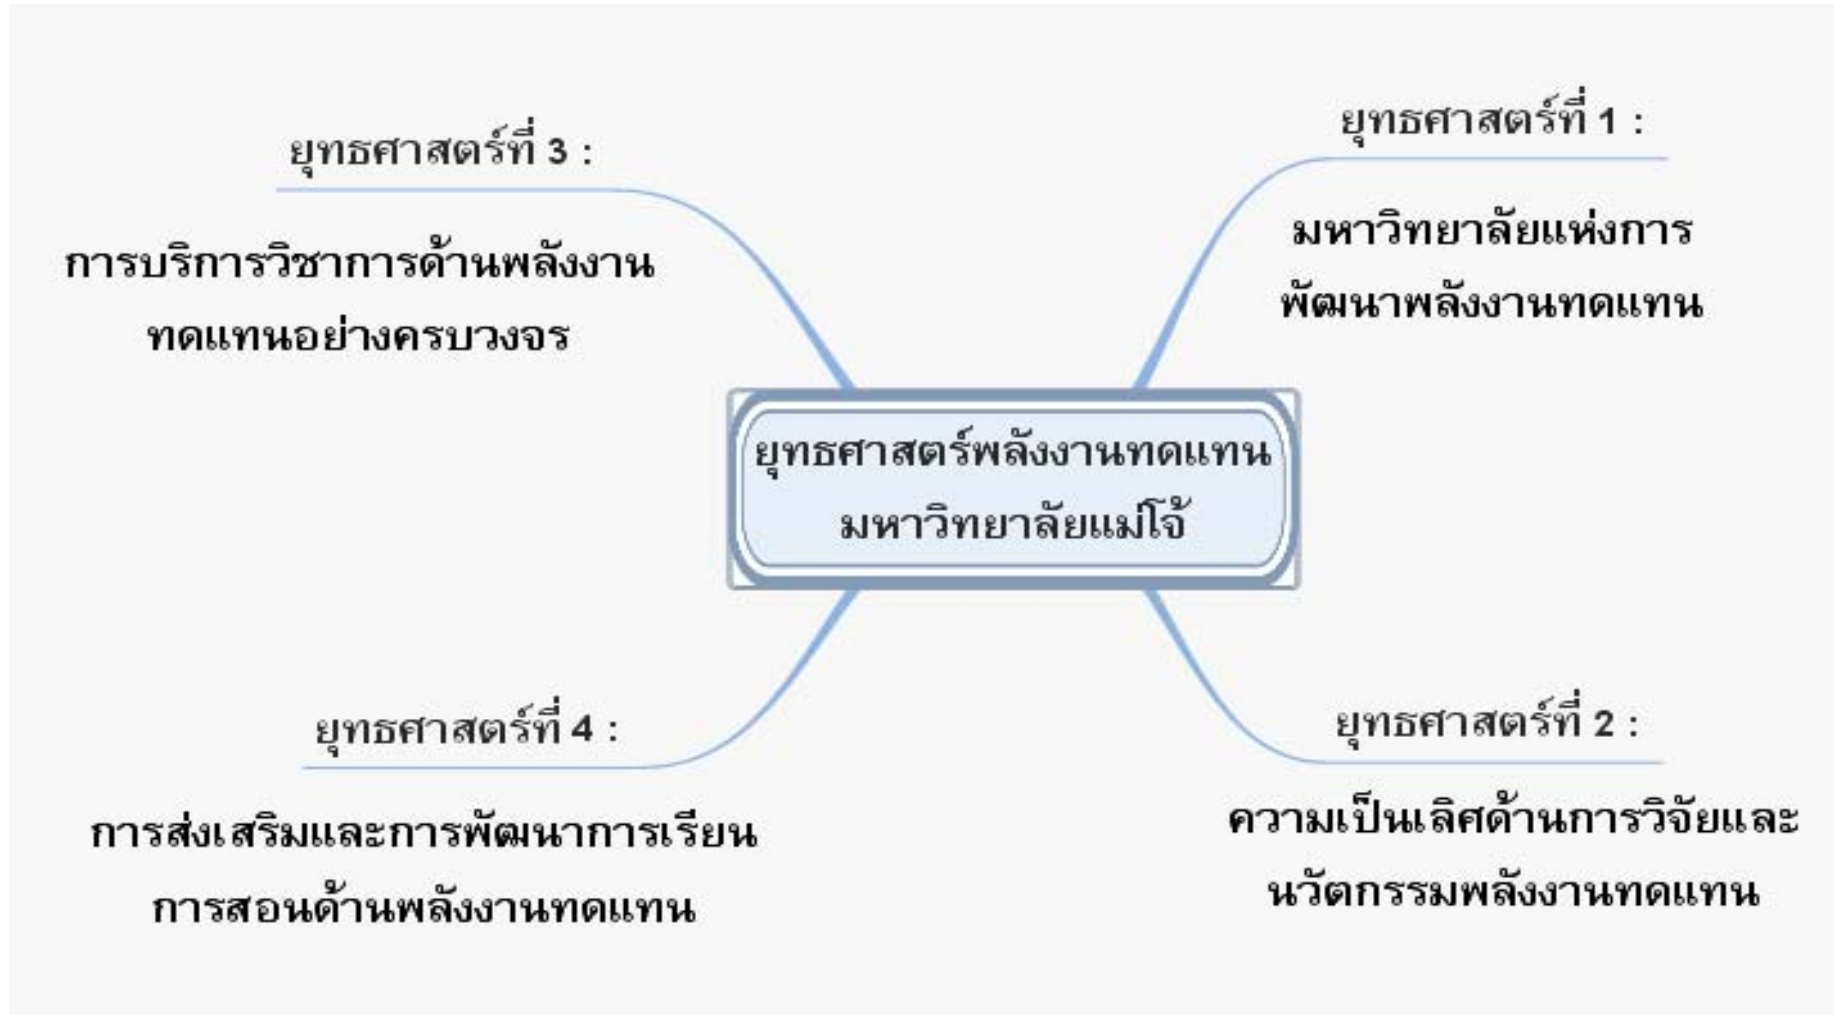 ยุทธศาสตร์พลังงานทดแทน
มหาวิทยาลัยแม่โจ้
ยุทธศาสตร์ที่ 1 :
มหาวิทยาลัยแห่งการ
พัฒนาพลังงานทดแทน
ยุทธศาสตร์ที่ 2 :
ความเป็นเลิศด้านการวิจัยและ
นวัตกรรมพลังงานทดแทน
ยุทธศาสตร์ที่ 3 :
การบริการวิชาการด้านพลังงาน
ทดแทนอย่างครบวงจร
ยุทธศาสตร์ที่ 4 :
การส่งเสริมและการพัฒนาการเรียน
การสอนด้านพลังงานทดแทน